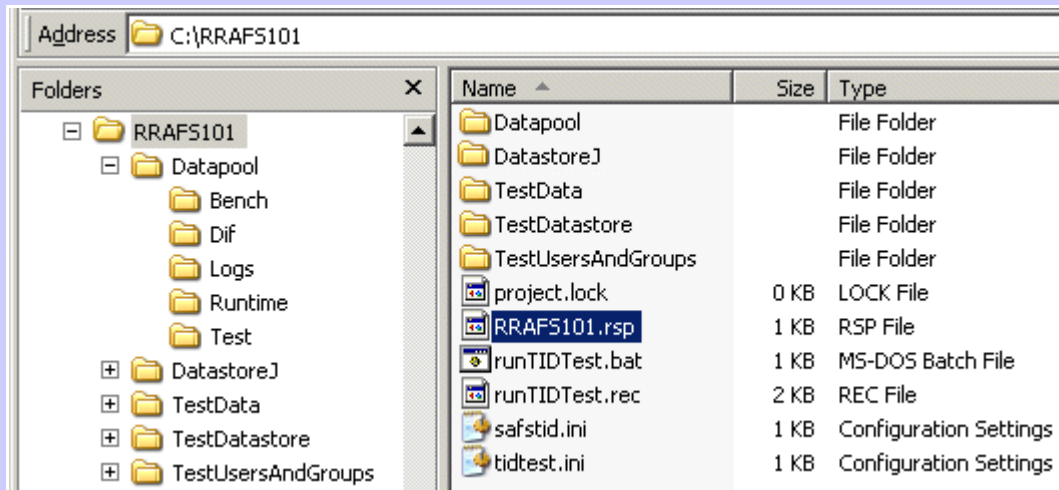 Address C:\RRAFS101
Folders
RRAFS101
Datapool
Bench
Dif
Logs
Runtime
Test
DatastoreJ
TestData
TestDatastore
TestUsersAndGroups
Name Size Type
Datapool File Folder
DatastoreJ File Folder
TestData File Folder
TestDatastore File Folder
TestUsersAndGroups File Folder
project.lock 0 KB LOCK File
RRAFS101.rsp 1 KB RSP File
runTIDTest.bat 1 KB MS-DOS Batch File
runTIDTest.rec 2 KB REC File
safstid.ini 1 KB Configuration Settings
tidtest.ini 1 KB Configuration Settings